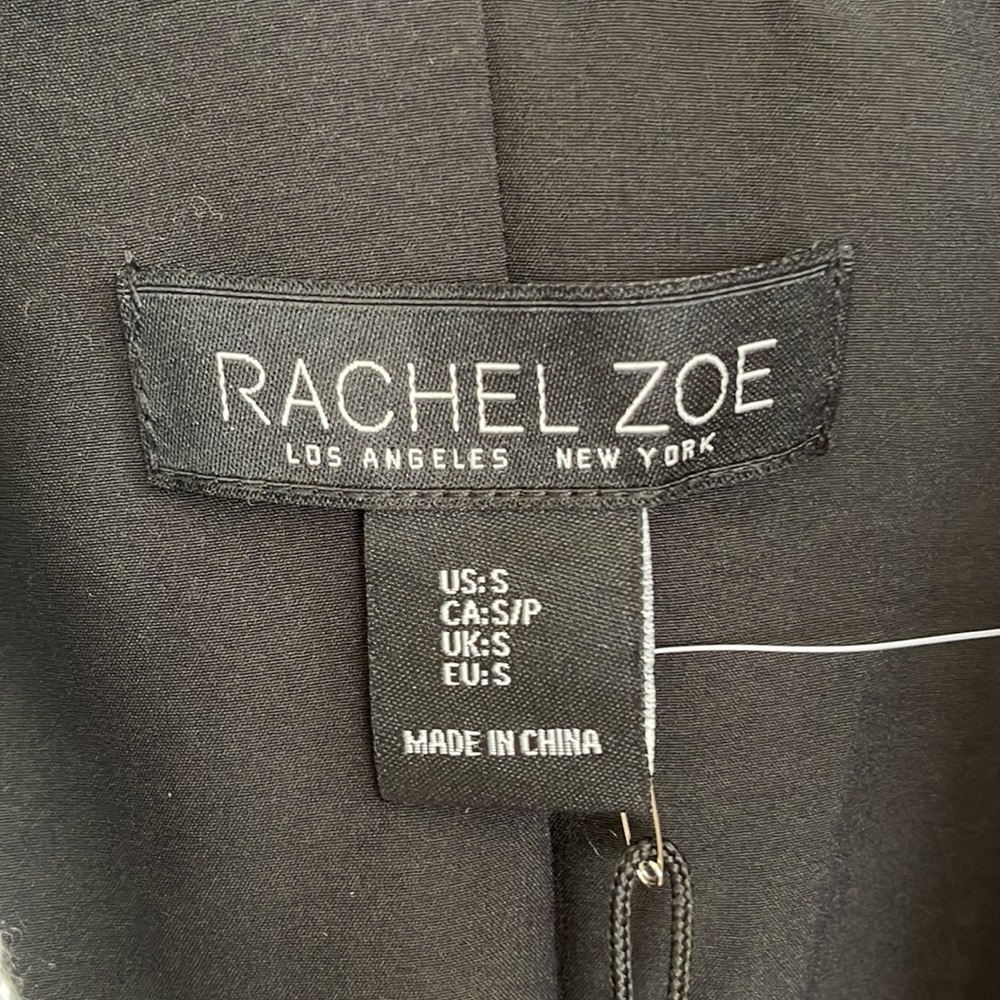 RACHEL ZOE
LOS ANGELES NEW YORK
US:S
CA:S/P
UK:S
EU:S
MADE IN CHINA